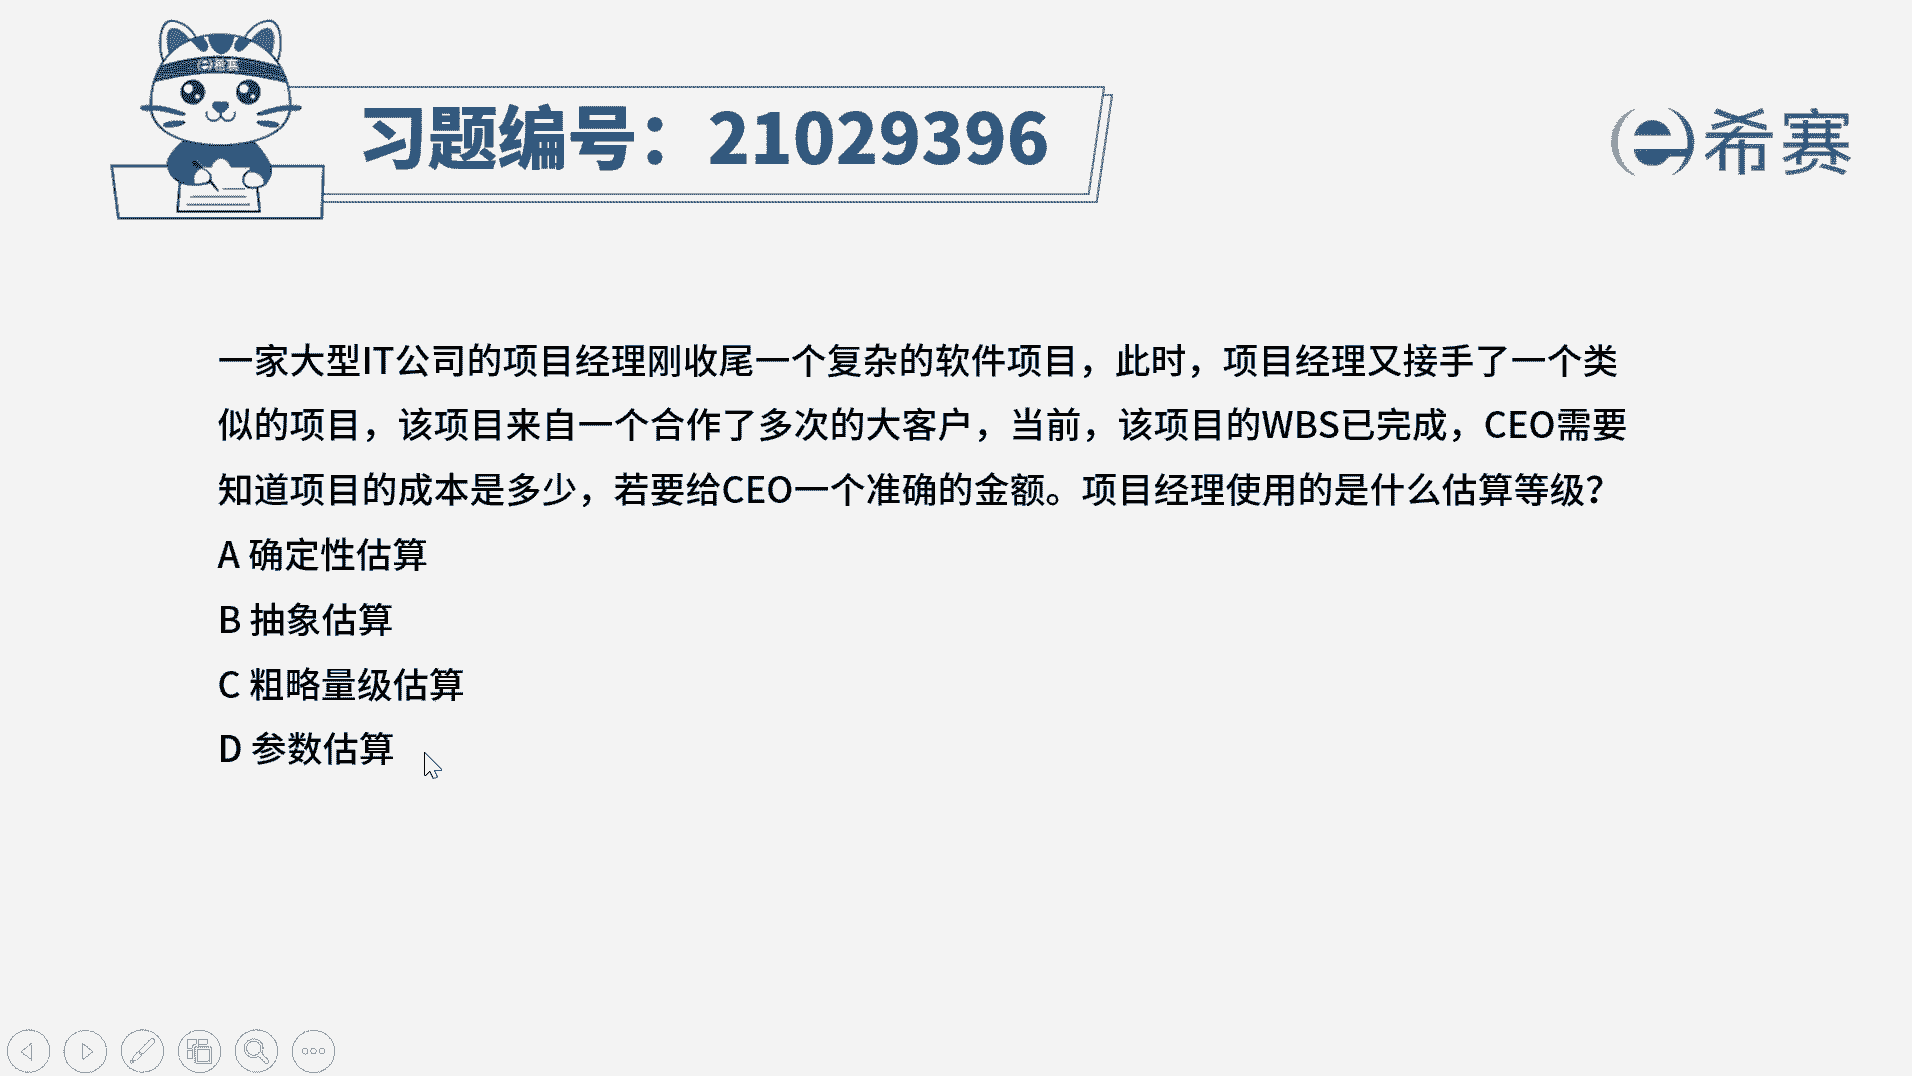 希赛
习题编号：21029396
希赛
一家大型IT公司的项目经理刚收尾一个复杂的软件项目，此时，项目经理又接手了一个类
似的项目，该项目来自一个合作了多次的大客户，当前，该项目的WBS已完成，CEO需要
知道项目的成本是多少，若要给CEO一个准确的金额。项目经理使用的是什么估算等级？
A 确定性估算
B 抽象估算
C 粗略量级估算
D 参数估算